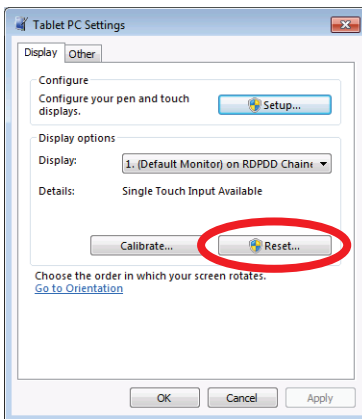 Tablet PC Settings
Display Other
Configure
Configure your pen and touch
displays.
Setup...
Display options
Display:
1. (Default Monitor) on RDPDD Chaine
Details:
Single Touch Input Available
Calibrate...
Reset...
Choose the order in which your screen rotates.
Go to Orientation
OK Cancel Apply